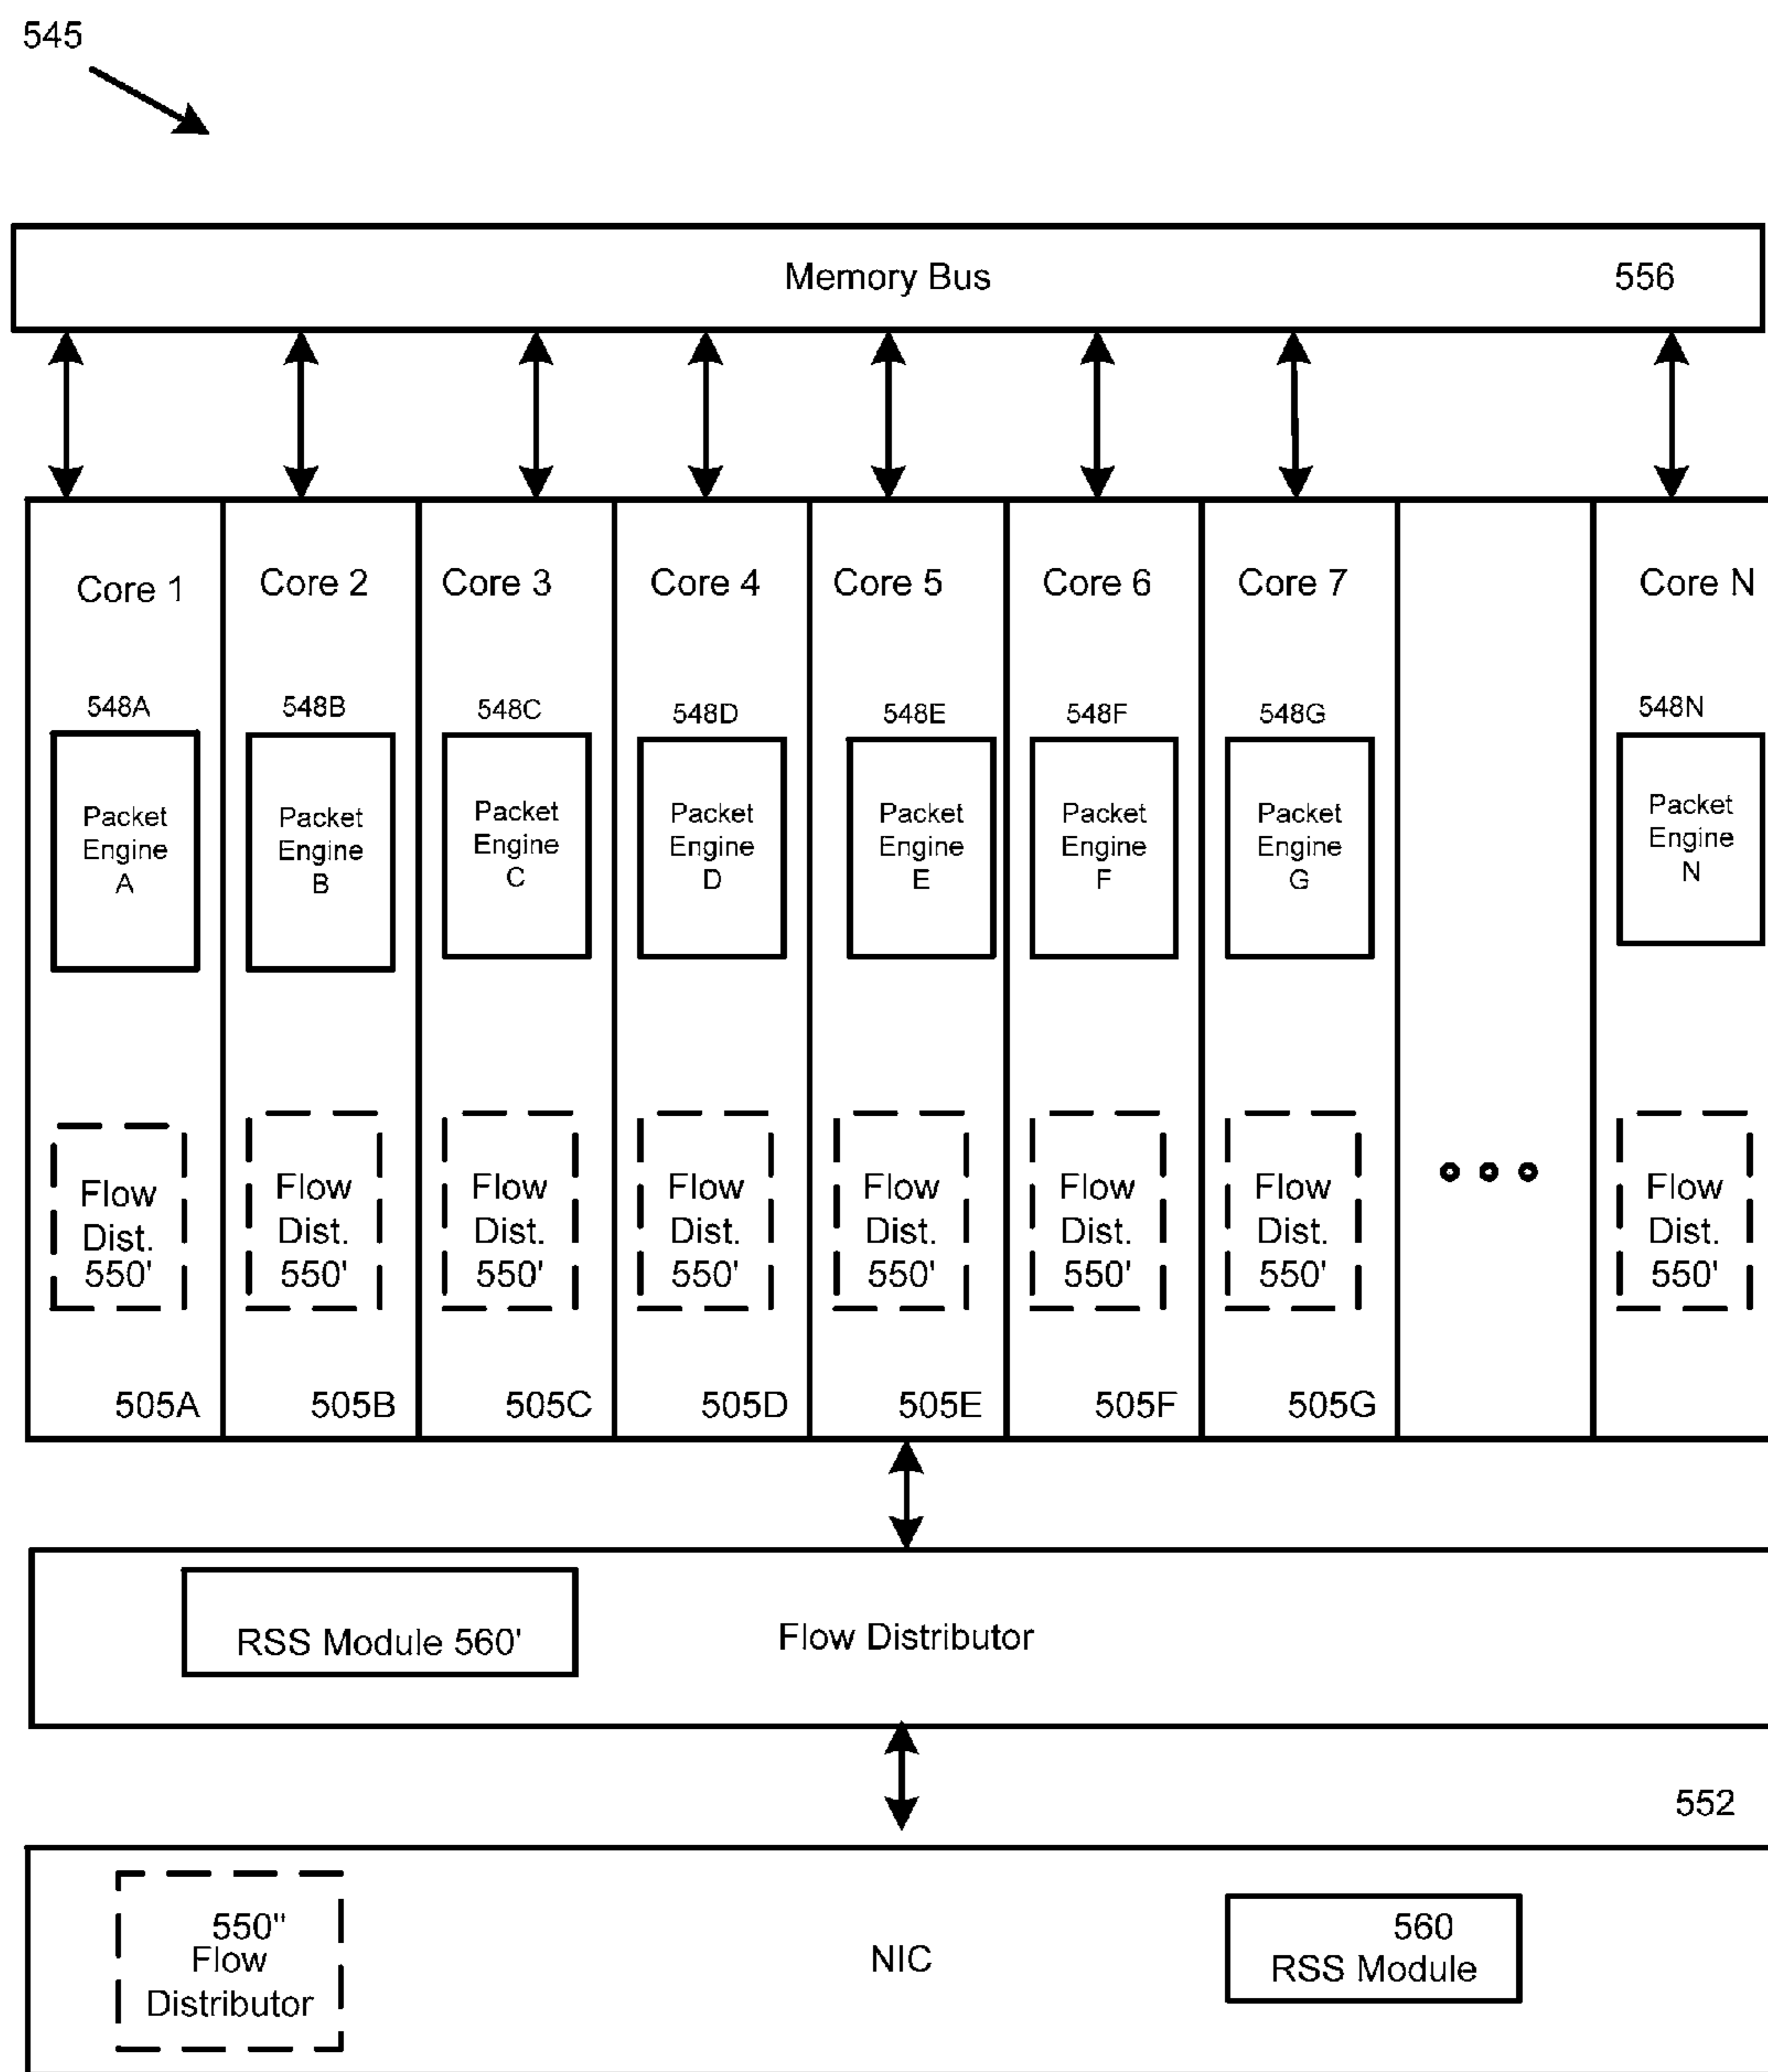 545
Memory Bus 556
Core 1 Core 2 Core 3 Core 4 Core 5 Core 6 Core 7 Core N
548A 548B 548C 548D 548E 548F 548G 548N
Packet
Engine
A
Packet
Engine
B
Packet
Engine
C
Packet
Engine
D
Packet
Engine
E
Packet
Engine
F
Packet
Engine
G
Packet
Engine
N
Flow
Dist.
550'
Flow
Dist.
550'
Flow
Dist.
550'
Flow
Dist.
550'
Flow
Dist.
550'
Flow
Dist.
550'
Flow
Dist.
550'
Flow
Dist.
550'
505A 505B 505C 505D 505E 505F 505G
RSS Module 560'
Flow Distributor
552
550"
Flow
Distributor
NIC
560
RSS Module